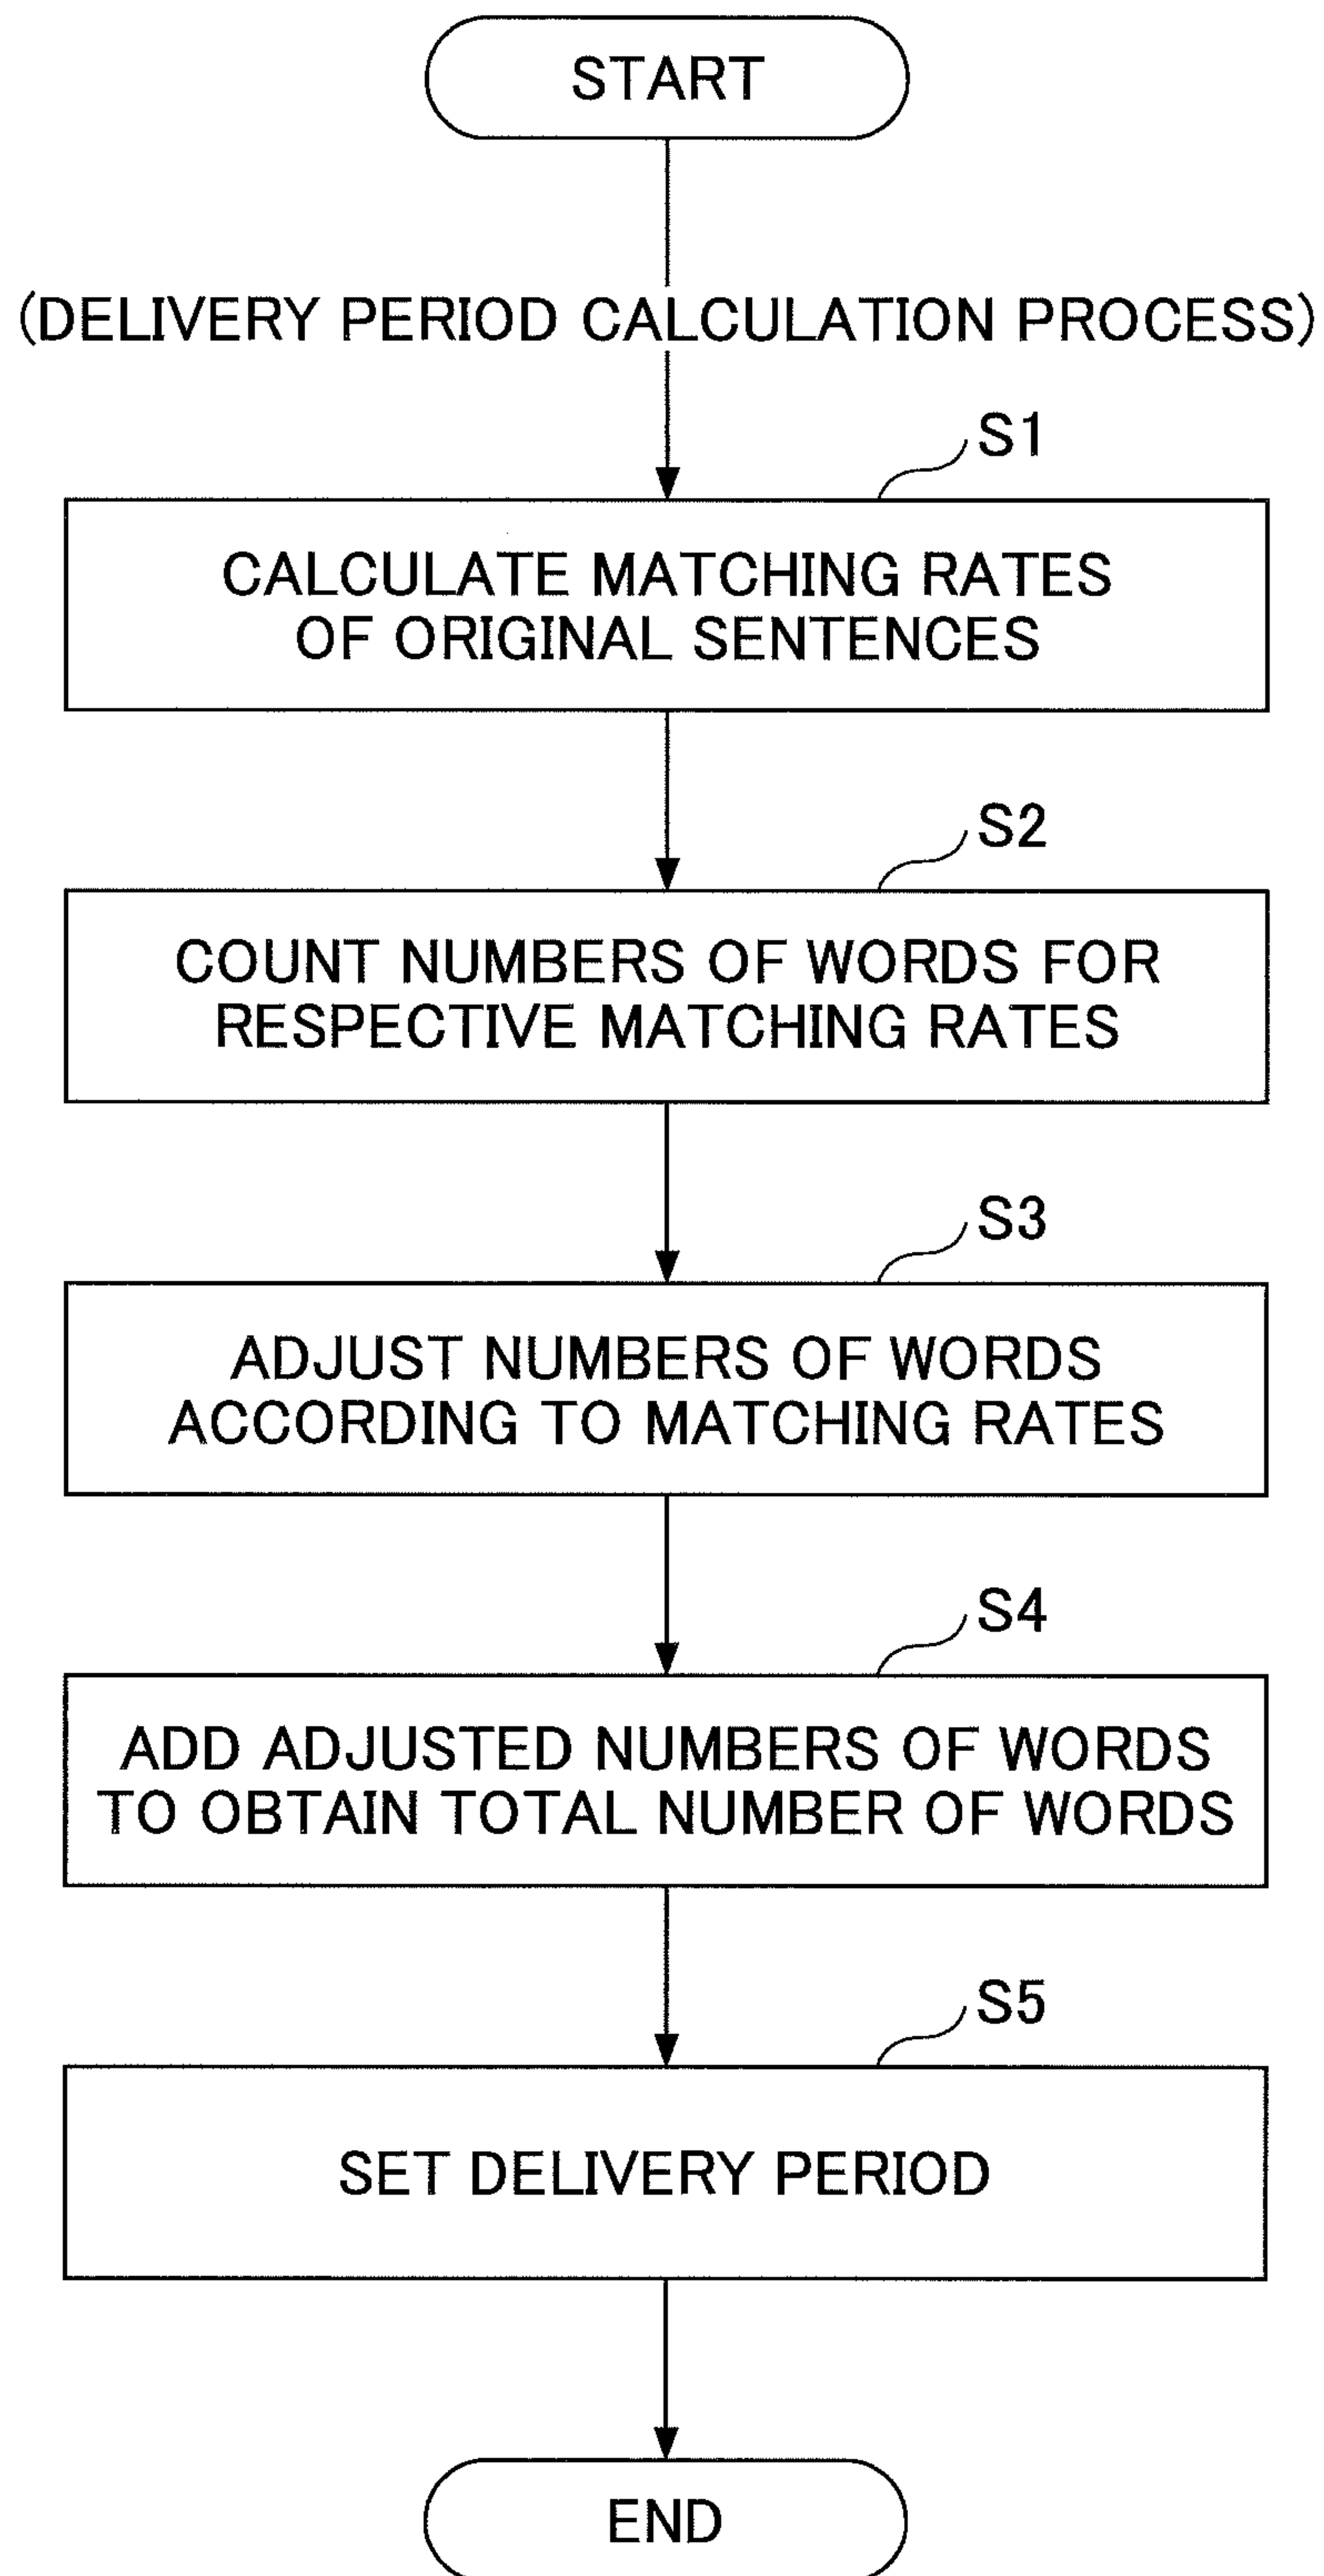 START
(DELIVERY PERIOD CALCULATION PROCESS)
S1
CALCULATE MATCHING RATES
OF ORIGINAL SENTENCES
S2
COUNT NUMBERS OF WORDS FOR
RESPECTIVE MATCHING RATES
S3
ADJUST NUMBERS OF WORDS
ACCORDING TO MATCHING RATES
S4
ADD ADJUSTED NUMBERS OF WORDS
TO OBTAIN TOTAL NUMBER OF WORDS
S5
SET DELIVERY PERIOD
END